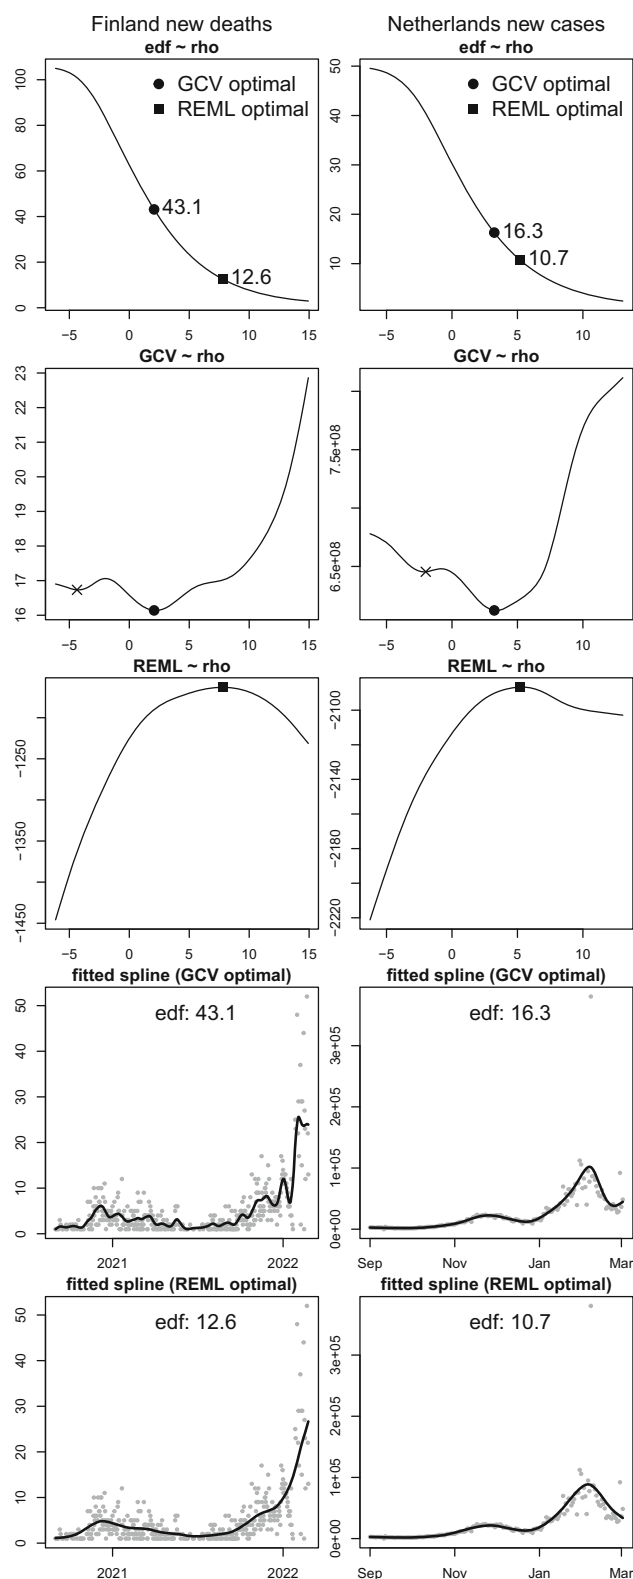 Finland new deaths
Netherlands new cases
edf ~ rho
GCV optimal
REML optimal
43.1
12.6
0
20
40
60
80
100
−5
0
5
10
15
edf ~ rho
GCV optimal
REML optimal
16.3
10.7
10
20
30
40
50
−5
0
5
10
GCV ~ rho
16
17
18
19
20
21
22
23
−5
0
5
10
15
GCV ~ rho
6.5e+08
7.5e+08
−5
0
5
10
REML ~ rho
−1450
−1350
−1250
−5
0
5
10
15
REML ~ rho
−2220
−2180
−2140
−2100
−5
0
5
10
fitted spline (GCV optimal)
edf: 43.1
0
10
20
30
40
50
2021
2022
fitted spline (GCV optimal)
edf: 16.3
0e+00
1e+05
2e+05
3e+05
Sep
Nov
Jan
Mar
fitted spline (REML optimal)
edf: 12.6
0
10
20
30
40
50
2021
2022
fitted spline (REML optimal)
edf: 10.7
0e+00
1e+05
2e+05
3e+05
Sep
Nov
Jan
Mar